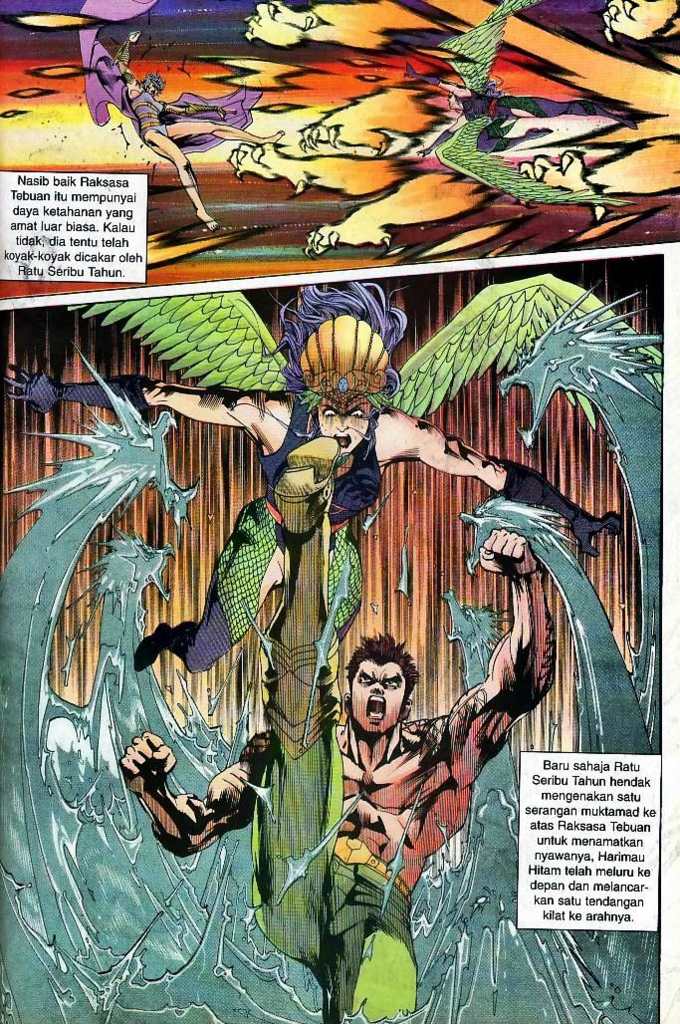 Nasib baik Raksasa
Tebuan itu mempunyai
daya ketahanan yang
amat luar biasa. Kalau
tidak, dia tentu telah
koyak-koyak dicakar oleh
Ratu Seribu Tahun.
Baru sahaja Ratu
Seribu Tahun hendak
mengenakan satu
serangan muktamad ke
atas Raksasa Tebuan
untuk menamatkan
nyawanya, Harimau
Hitam telah meluru ke
depan dan melancar-
kan satu tendangan
kilat ke arahnya.